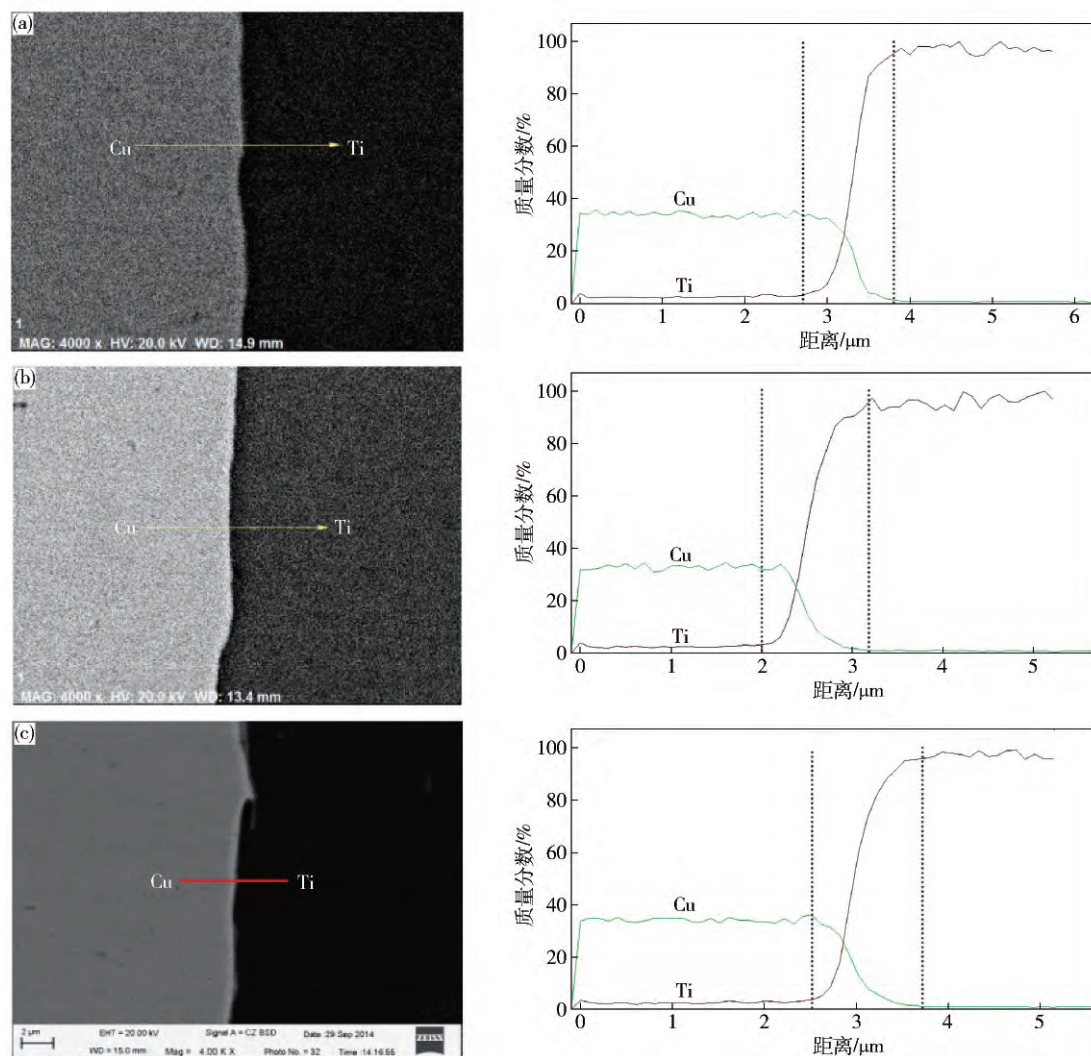 (a)
Cu
Ti
1
MAG: 4000 x HV: 20.0 kV WD: 14.9 mm
质量分数/%
100
80
60
40
20
0
Cu
Ti
0 1 2 3 4 5 6
距离/μm
(b)
Cu
Ti
1
MAG: 4000 x HV: 20.0 kV WD: 13.4 mm
质量分数/%
100
80
60
40
20
0
Cu
Ti
0 1 2 3 4 5
距离/μm
(c)
Cu
Ti
2 μm
EHT = 20.00 kV Signal A = CZ BSD Date :29 Sep 2014
WD = 15.0 mm Mag = 4.00 K X Photo No. = 32 Time :14:16:55
ZEISS
质量分数/%
100
80
60
40
20
0
Cu
Ti
0 1 2 3 4 5
距离/μm